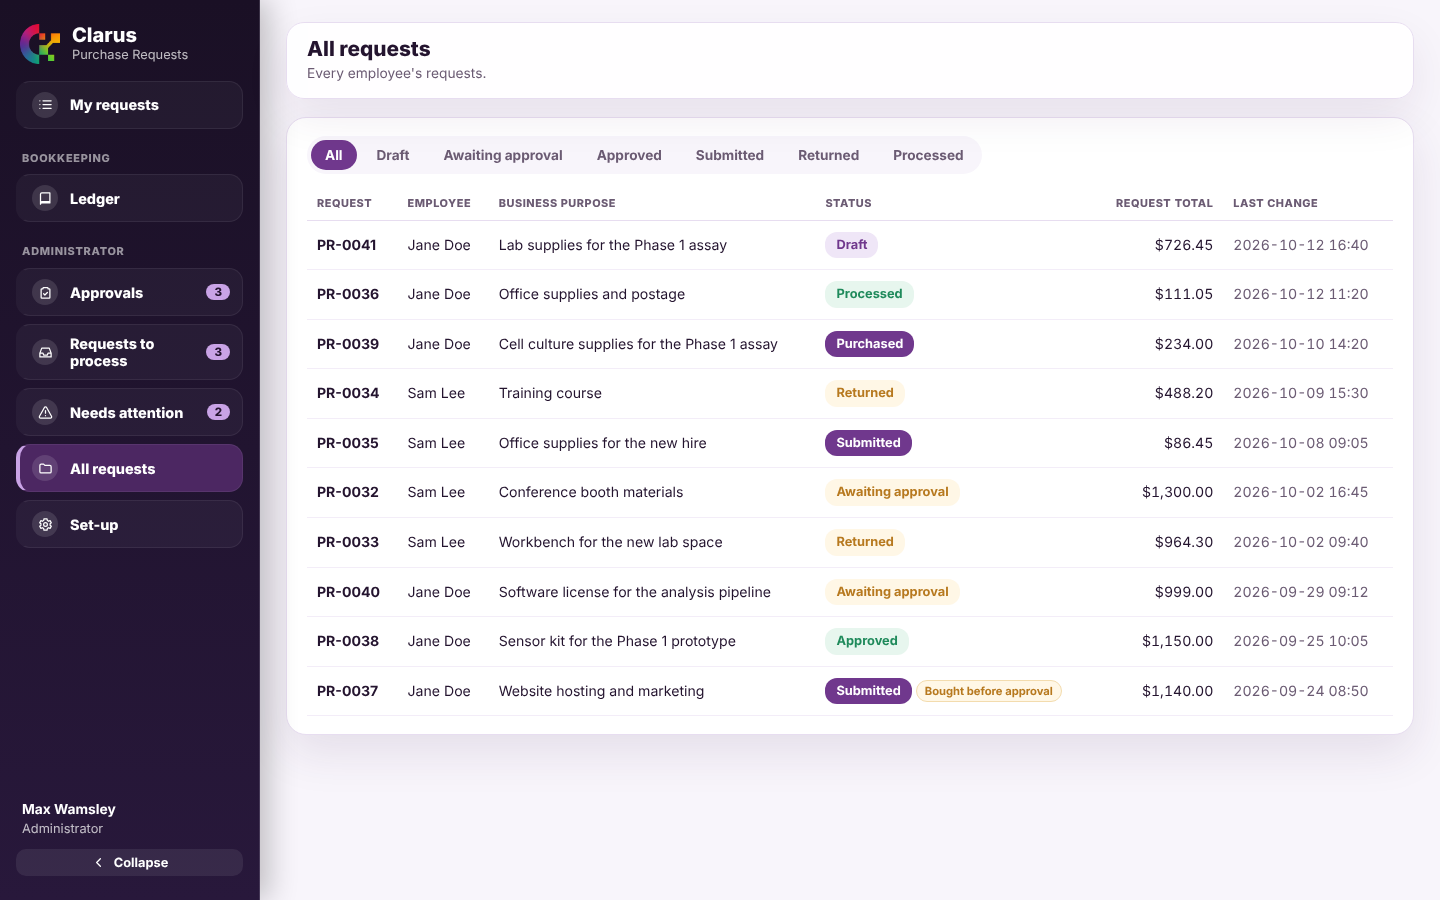 Clarus
Purchase Requests
My requests
BOOKKEEPING
Ledger
ADMINISTRATOR
Approvals 3
Requests to process 3
Needs attention 2
All requests
Set-up
Max Wamsley
Administrator
Collapse
All requests
Every employee's requests.
All Draft Awaiting approval Approved Submitted Returned Processed
REQUEST EMPLOYEE BUSINESS PURPOSE STATUS REQUEST TOTAL LAST CHANGE
PR-0041 Jane Doe Lab supplies for the Phase 1 assay Draft $726.45 2026-10-12 16:40
PR-0036 Jane Doe Office supplies and postage Processed $111.05 2026-10-12 11:20
PR-0039 Jane Doe Cell culture supplies for the Phase 1 assay Purchased $234.00 2026-10-10 14:20
PR-0034 Sam Lee Training course Returned $488.20 2026-10-09 15:30
PR-0035 Sam Lee Office supplies for the new hire Submitted $86.45 2026-10-08 09:05
PR-0032 Sam Lee Conference booth materials Awaiting approval $1,300.00 2026-10-02 16:45
PR-0033 Sam Lee Workbench for the new lab space Returned $964.30 2026-10-02 09:40
PR-0040 Jane Doe Software license for the analysis pipeline Awaiting approval $999.00 2026-09-29 09:12
PR-0038 Jane Doe Sensor kit for the Phase 1 prototype Approved $1,150.00 2026-09-25 10:05
PR-0037 Jane Doe Website hosting and marketing Submitted Bought before approval $1,140.00 2026-09-24 08:50